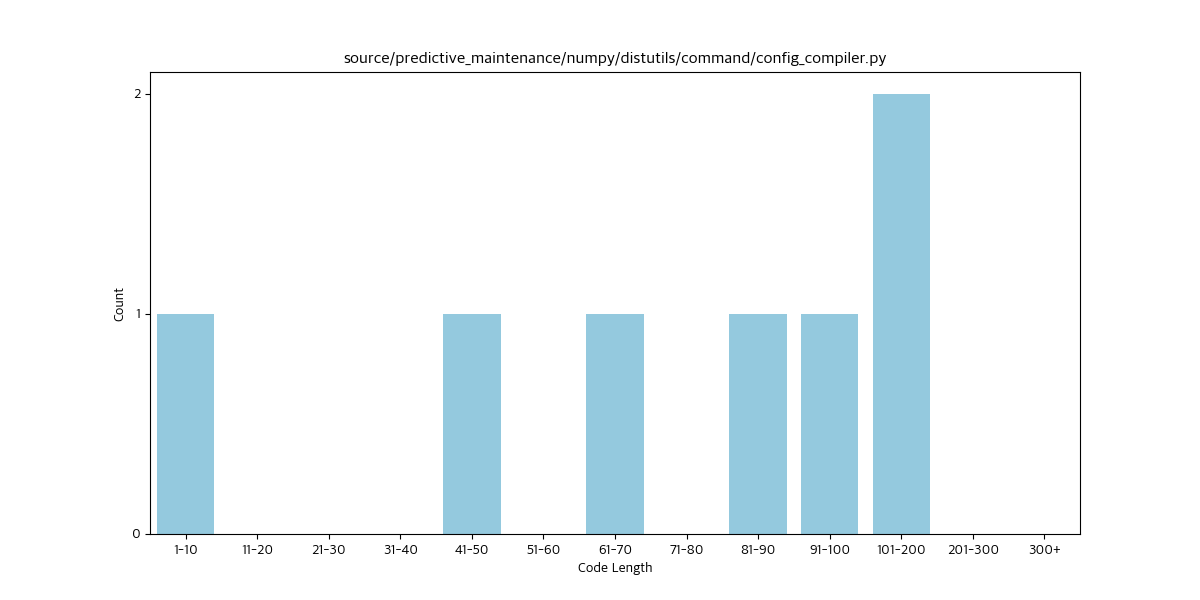 source/predictive_maintenance/numpy/distutils/command/config_compiler.py
2
1
0
Count
1-10 11-20 21-30 31-40 41-50 51-60 61-70 71-80 81-90 91-100 101-200 201-300 300+
Code Length